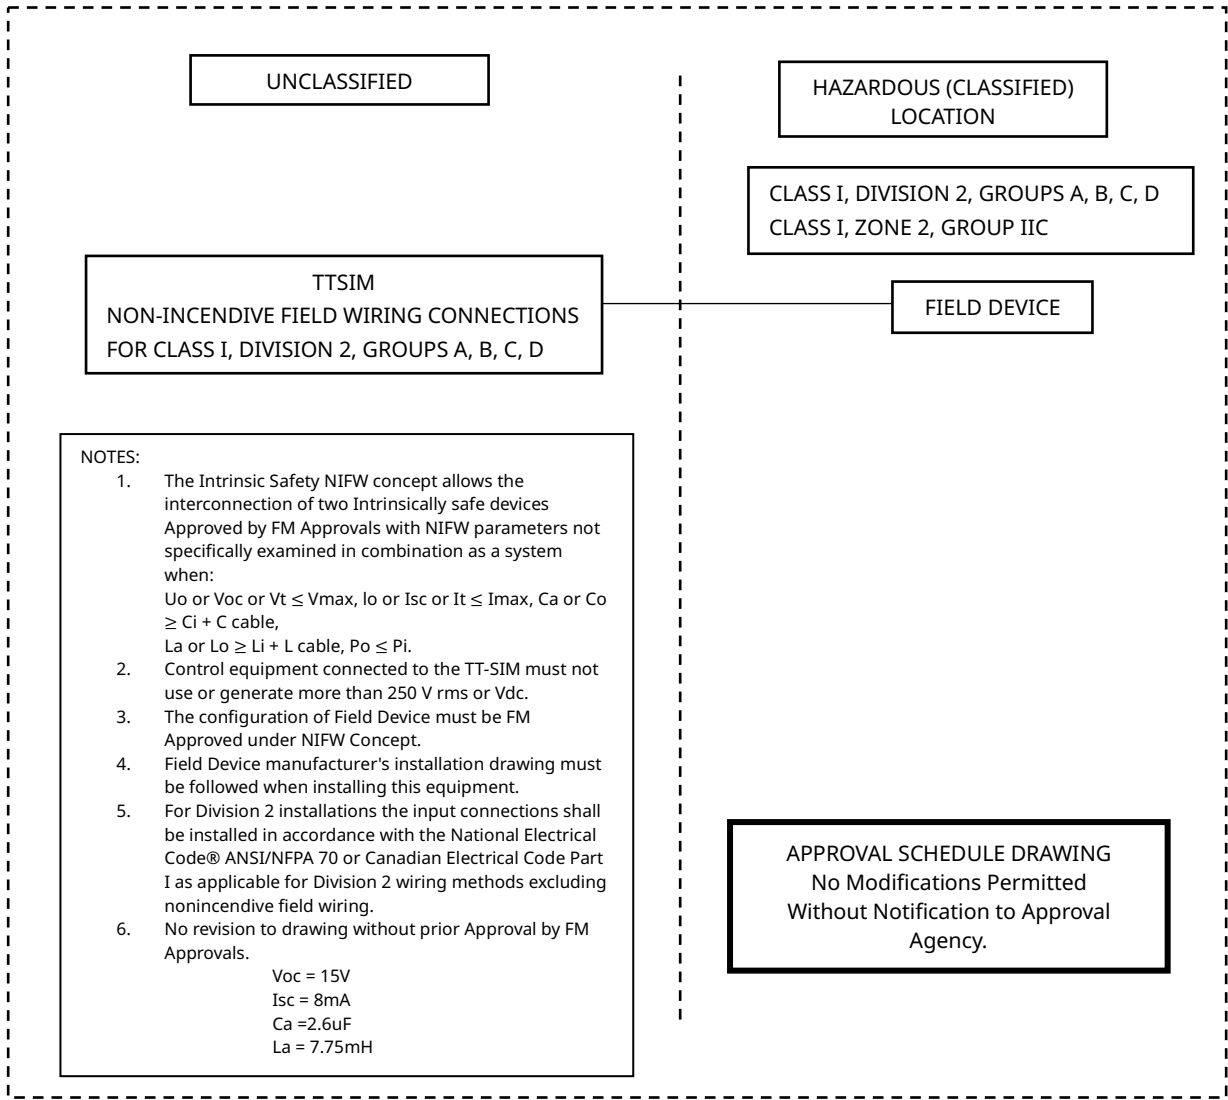 UNCLASSIFIED
HAZARDOUS (CLASSIFIED)
LOCATION
CLASS I, DIVISION 2, GROUPS A, B, C, D
CLASS I, ZONE 2, GROUP IIC
TTSIM
NON-INCENDIVE FIELD WIRING CONNECTIONS
FOR CLASS I, DIVISION 2, GROUPS A, B, C, D
FIELD DEVICE
NOTES:
1. The Intrinsic Safety NIFW concept allows the
interconnection of two Intrinsically safe devices
Approved by FM Approvals with NIFW parameters not
specifically examined in combination as a system
when:
Uo or Voc or Vt ≤ Vmax, lo or Isc or It ≤ Imax, Ca or Co
≥ Ci + C cable,
La or Lo ≥ Li + L cable, Po ≤ Pi.
2. Control equipment connected to the TT-SIM must not
use or generate more than 250 V rms or Vdc.
3. The configuration of Field Device must be FM
Approved under NIFW Concept.
4. Field Device manufacturer's installation drawing must
be followed when installing this equipment.
5. For Division 2 installations the input connections shall
be installed in accordance with the National Electrical
Code® ANSI/NFPA 70 or Canadian Electrical Code Part
I as applicable for Division 2 wiring methods excluding
nonincendive field wiring.
6. No revision to drawing without prior Approval by FM
Approvals.
Voc = 15V
Isc = 8mA
Ca =2.6uF
La = 7.75mH
APPROVAL SCHEDULE DRAWING
No Modifications Permitted
Without Notification to Approval
Agency.